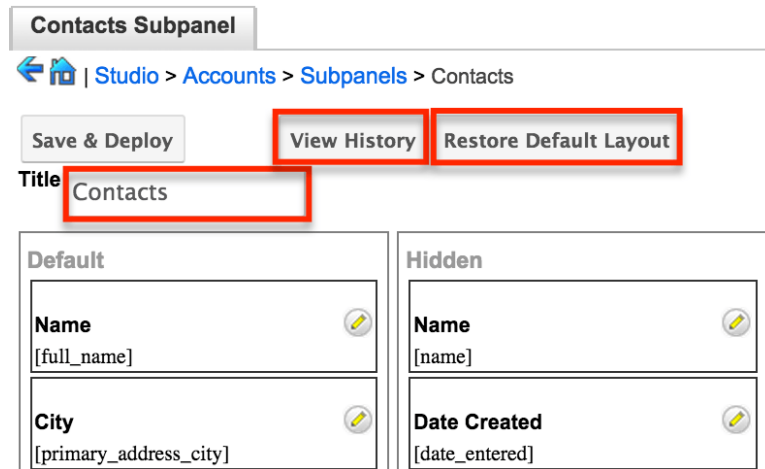 Contacts Subpanel
| Studio > Accounts > Subpanels > Contacts
Save & Deploy View History Restore Default Layout
Title Contacts
Default Hidden
Name Name
[full_name] [name]
City Date Created
[primary_address_city] [date_entered]